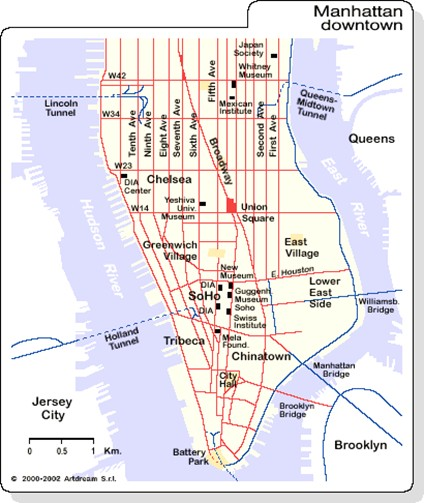 Manhattan
downtown
Japan
Society
Whitney
Museum
W42
Fifth Ave
Mexican
Institute
Lincoln
Tunnel
Queens-
Midtown
Tunnel
W34
Tenth Ave
Ninth Ave
Eight Ave
Seventh Ave
Sixth Ave
Second Ave
First Ave
Broadway
Queens
W23
DIA
Center
Chelsea
East
River
Yeshiva
Univ.
Museum
W14
Union
Square
Hudson
River
Greenwich
Village
East
Village
New
Museum
E. Houston
DIA
SoHo
Guggenh.
Museum
Soho
DIA
Swiss
Institute
Lower
East
Side
Williamsb.
Bridge
Holland
Tunnel
Tribeca
Mela
Found.
Chinatown
Manhattan
Bridge
City
Hall
Jersey
City
Brooklyn
Bridge
0 0.5 1 Km.
Battery
Park
Brooklyn
© 2000-2002 Artdream S.r.l.